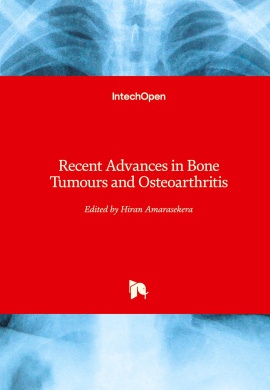 IntechOpen
Recent Advances in Bone
Tumours and Osteoarthritis
Edited by Hiran Amarasekera